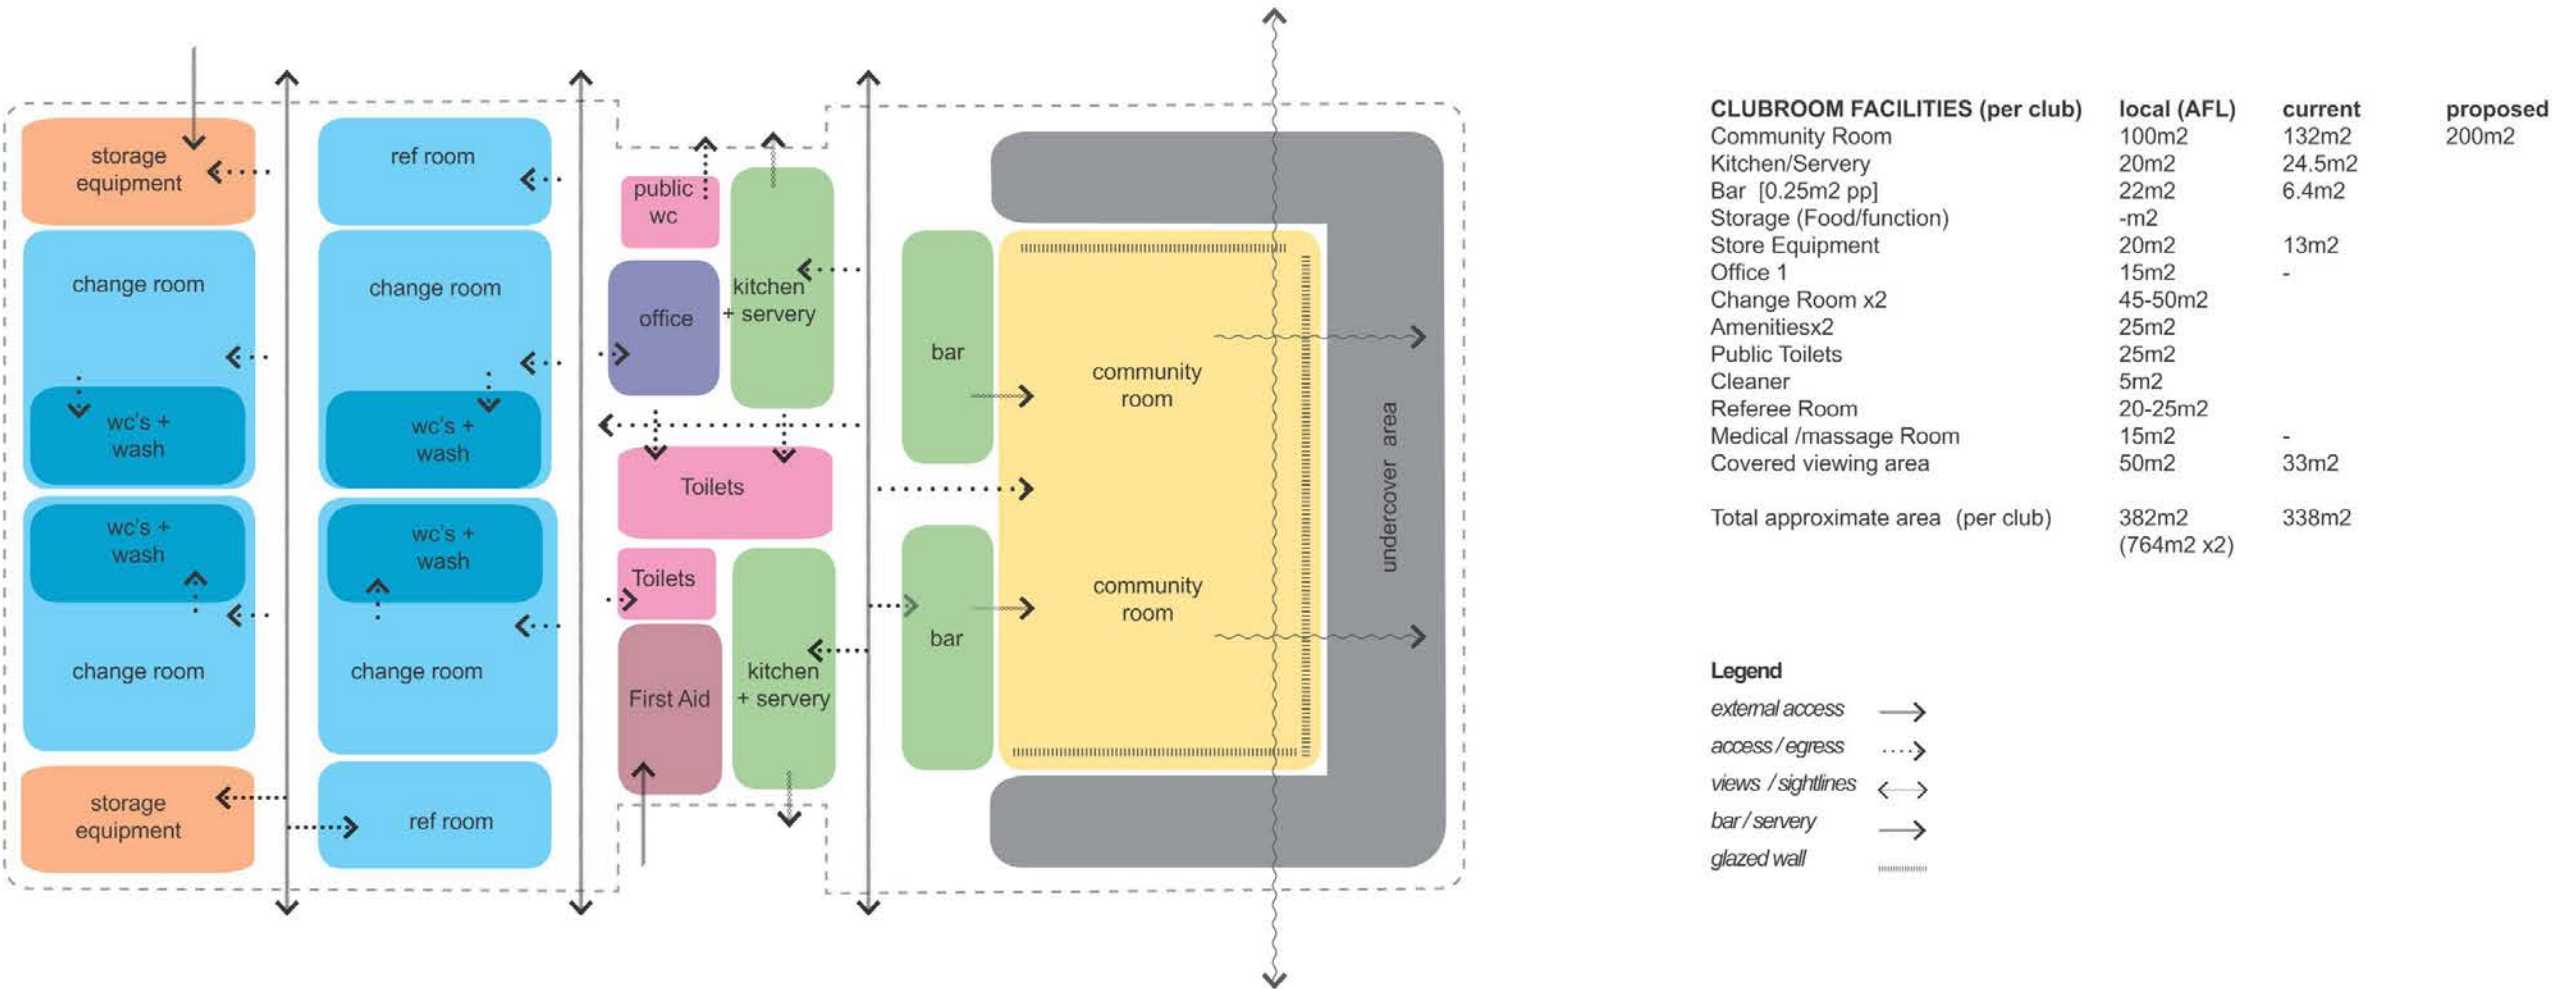 storage
equipment
change room
wc's +
wash
wc's +
wash
change room
storage
equipment
ref room
change room
wc's +
wash
wc's +
wash
change room
ref room
public
wc
office
kitchen
+ servery
Toilets
Toilets
First Aid
kitchen
+ servery
bar
bar
community
room
community
room
undercover area
CLUBROOM FACILITIES (per club) local (AFL) current proposed
Community Room 100m2 132m2 200m2
Kitchen/Servery 20m2 24.5m2
Bar [0.25m2 pp] 22m2 6.4m2
Storage (Food/function) -m2
Store Equipment 20m2 13m2
Office 1 15m2 -
Change Room x2 45-50m2
Amenitiesx2 25m2
Public Toilets 25m2
Cleaner 5m2
Referee Room 20-25m2
Medical /massage Room 15m2 -
Covered viewing area 50m2 33m2
Total approximate area (per club) 382m2 338m2
(764m2 x2)
Legend
external access
access / egress
views / sightlines
bar / servery
glazed wall